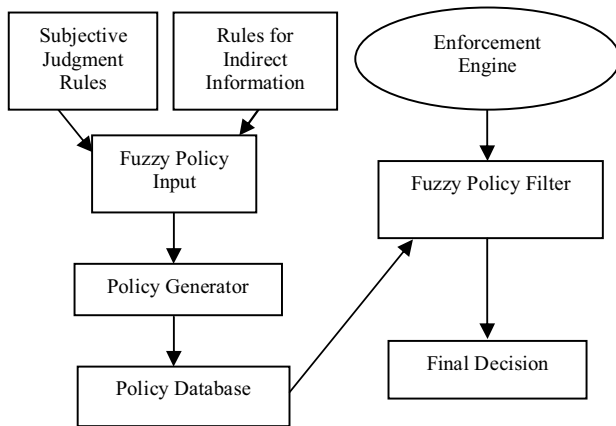 Subjective
Judgment
Rules
Rules for
Indirect
Information
Enforcement
Engine
Fuzzy Policy
Input
Fuzzy Policy Filter
Policy Generator
Final Decision
Policy Database